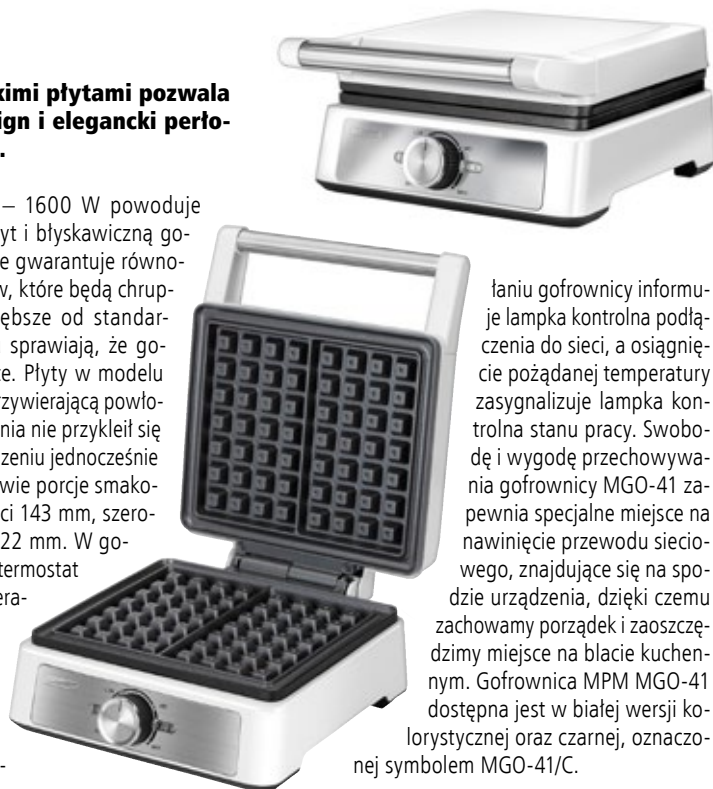 kimi płytami pozwala
ign i elegancki perło-
.
– 1600 W powoduje
yt i błyskawiczną go-
e gwarantuje równo-
w, które będą chrup-
ębsze od standar-
sprawiają, że go-
e. Płyty w modelu
rzywierającą powło-
nia nie przykleił się
zeniu jednocześnie
wie porcje smako-
ci 143 mm, szero-
22 mm. W go-
termostat
era-
-
łaniu gofrownicy informu-
je lampka kontrolna podłą-
czenia do sieci, a osiągnię-
cie pożądanej temperatury
zasygnalizuje lampka kon-
trolna stanu pracy. Swobo-
dę i wygodę przechowywa-
nia gofrownicy MGO-41 za-
pewnia specjalne miejsce na
nawinięcie przewodu siecio-
wego, znajdujące się na spo-
dzie urządzenia, dzięki czemu
zachowamy porządek i zaoszczę-
dzimy miejsce na blacie kuchen-
nym. Gofrownica MPM MGO-41
dostępna jest w białej wersji ko-
lorystycznej oraz czarnej, oznaczo-
nej symbolem MGO-41/C.